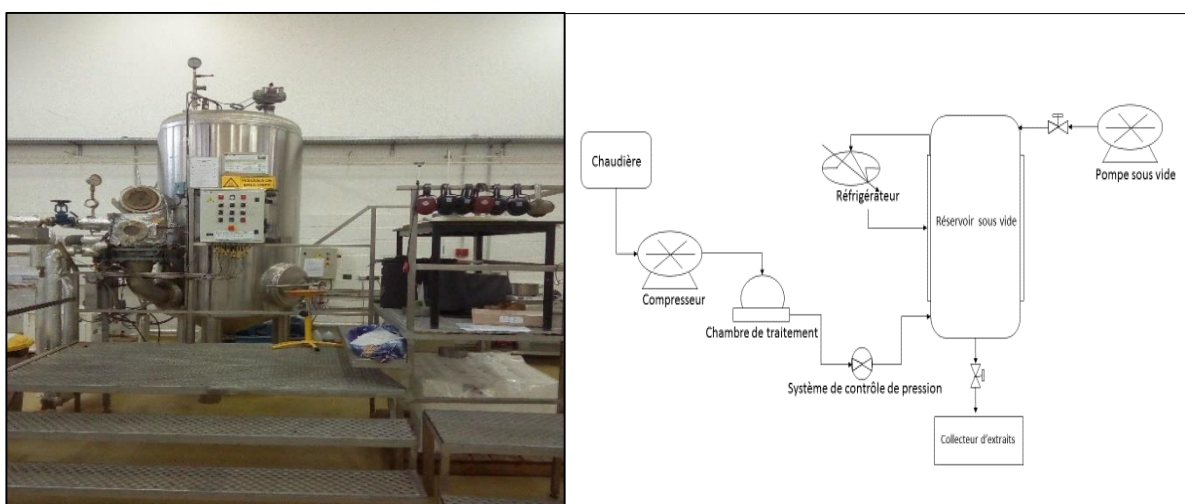 Chaudière
Compresseur
Chambre de traitement
Système de contrôle de pression
Réfrigérateur
Réservoir sous vide
Pompe sous vide
Collecteur d'extraits